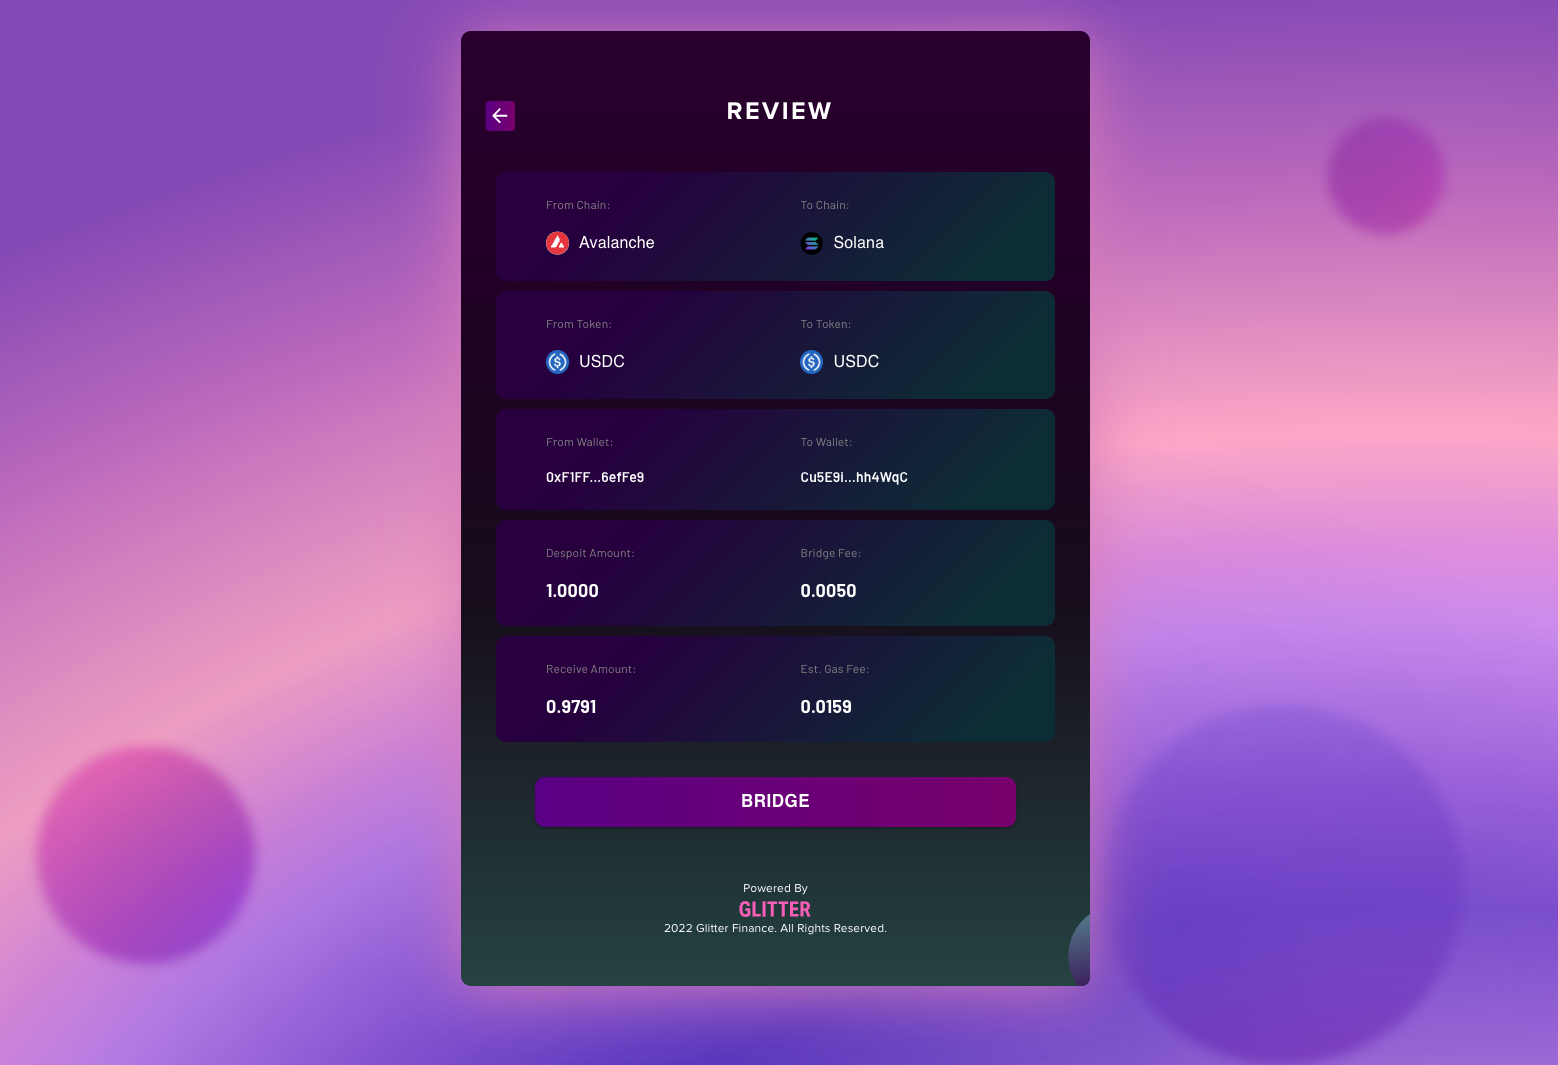 REVIEW
From Chain: To Chain:
Avalanche Solana
From Token: To Token:
USDC USDC
From Wallet: To Wallet:
0xF1FF...6efFe9 Cu5E9i...hh4WqC
Despoit Amount: Bridge Fee:
1.0000 0.0050
Receive Amount: Est. Gas Fee:
0.9791 0.0159
BRIDGE
Powered By
GLITTER
2022 Glitter Finance. All Rights Reserved.